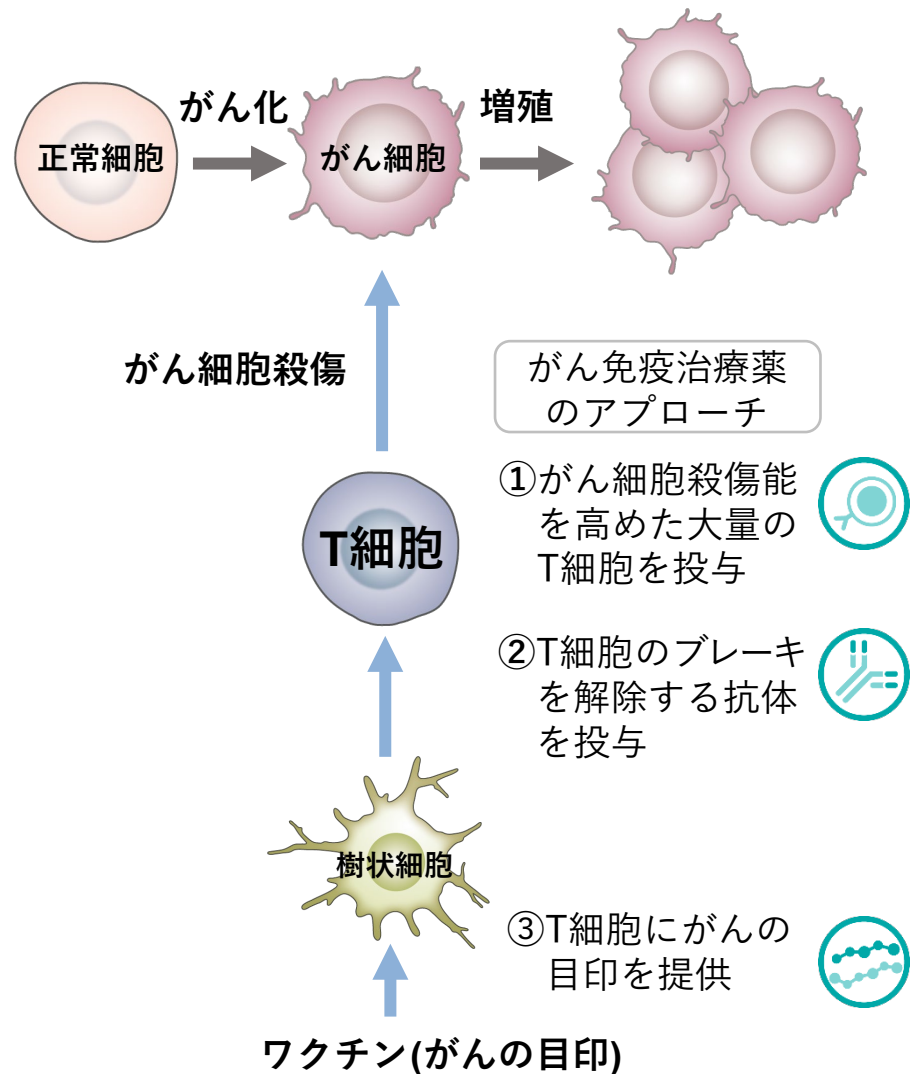 がん化
増殖
正常細胞
がん細胞
がん細胞殺傷
がん免疫治療薬
のアプローチ
①がん細胞殺傷能
を高めた大量の
T細胞を投与
T細胞
②T細胞のブレーキ
を解除する抗体
を投与
樹状細胞
③T細胞にがんの
目印を提供
ワクチン(がんの目印)